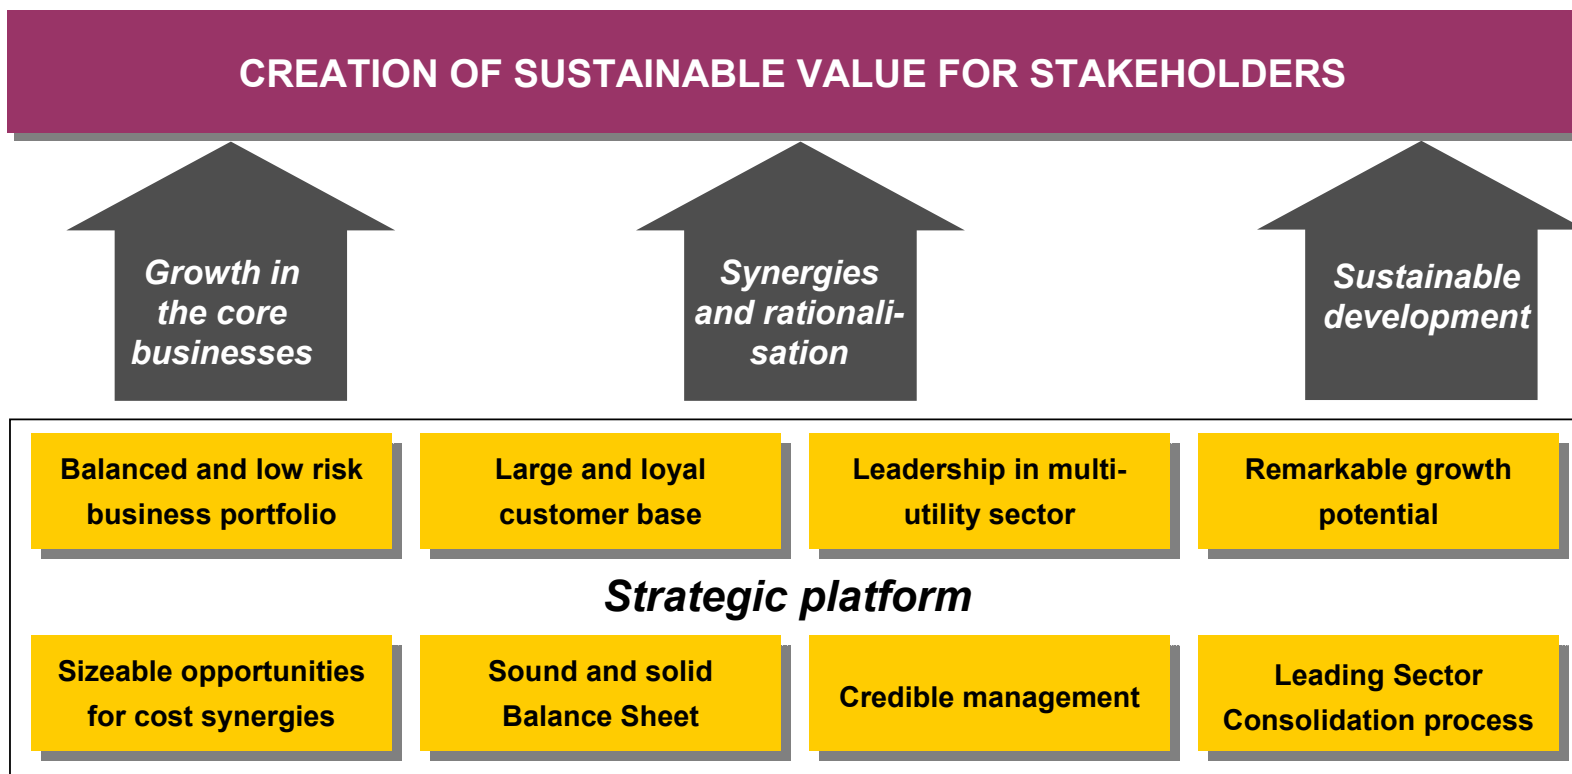 CREATION OF SUSTAINABLE VALUE FOR STAKEHOLDERS
Growth in
the core
businesses
Synergies
and rationali-
sation
Sustainable
development
Balanced and low risk
business portfolio
Large and loyal
customer base
Leadership in multi-
utility sector
Remarkable growth
potential
Strategic platform
Sizeable opportunities
for cost synergies
Sound and solid
Balance Sheet
Credible management
Leading Sector
Consolidation process